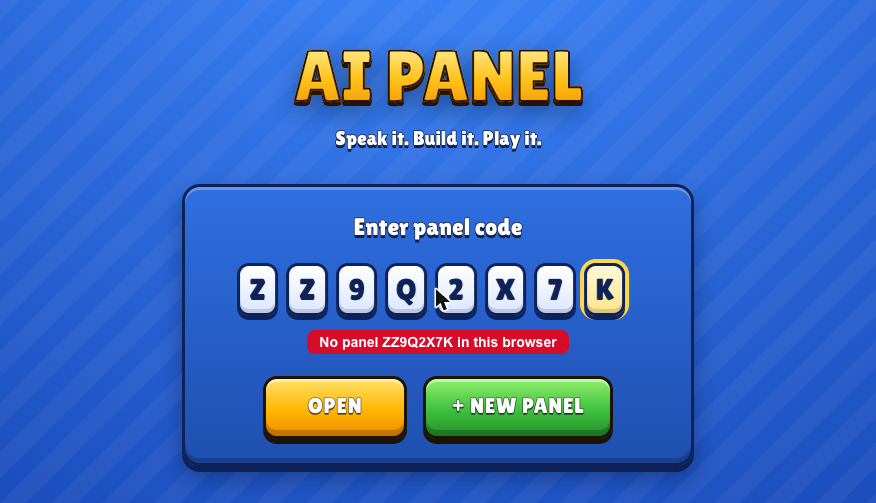 AI PANEL
Speak it. Build it. Play it.
Enter panel code
Z Z 9 Q 2 X 7 K
No panel ZZ9Q2X7K in this browser
OPEN + NEW PANEL